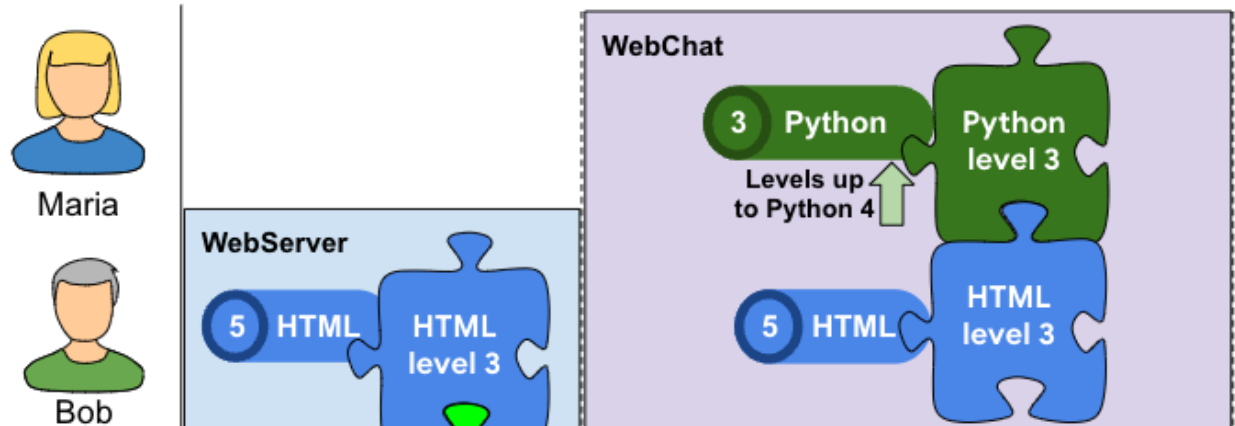 WebChat
3 Python
Python
level 3
Levels up
to Python 4
Maria
WebServer
5 HTML
HTML
level 3
5 HTML
HTML
level 3
Bob